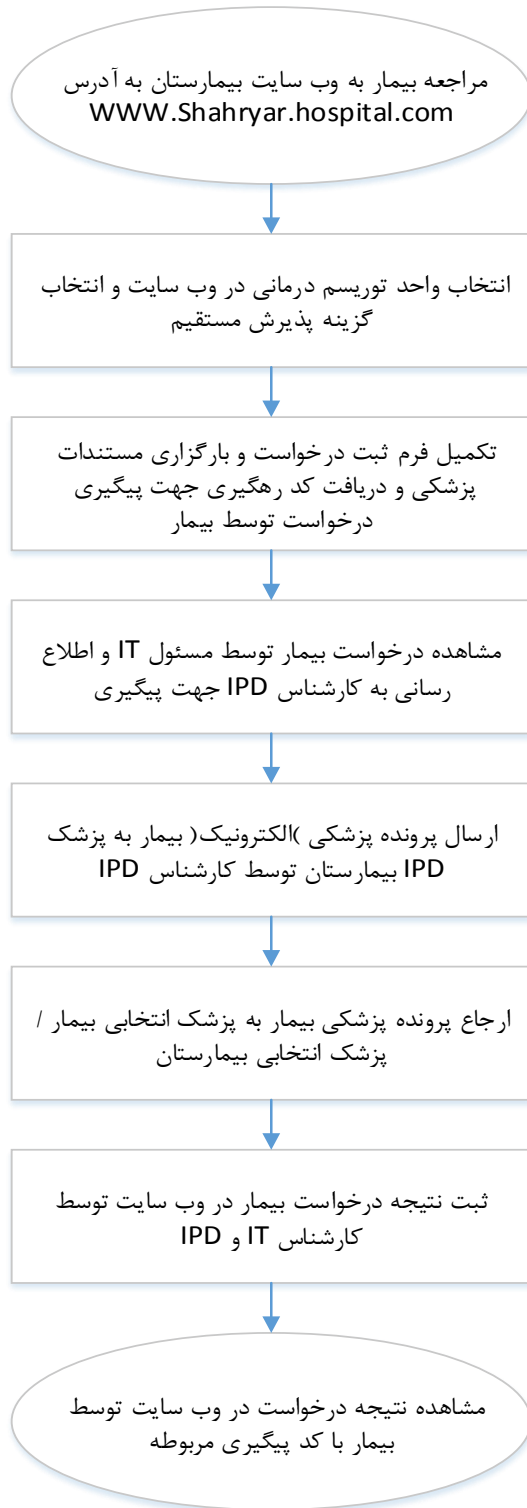 مراجعه بیمار به وب سایت بیمارستان به آدرس
WWW.Shahryar.hospital.com
انتخاب واحد توریسم درمانی در وب سایت و انتخاب
گزینه پذیرش مستقیم
تکمیل فرم ثبت درخواست و بارگزاری مستندات
پزشکی و دریافت کد رهگیری جهت پیگیری
درخواست توسط بیمار
مشاهده درخواست بیمار توسط مسئول IT و اطلاع
رسانی به کارشناس IPD جهت پیگیری
ارسال پرونده پزشکی )الکترونیک( بیمار به پزشک
IPD بیمارستان توسط کارشناس IPD
ارجاع پرونده پزشکی بیمار به پزشک انتخابی بیمار /
پزشک انتخابی بیمارستان
ثبت نتیجه درخواست بیمار در وب سایت توسط
کارشناس IT و IPD
مشاهده نتیجه درخواست در وب سایت توسط
بیمار با کد پیگیری مربوطه